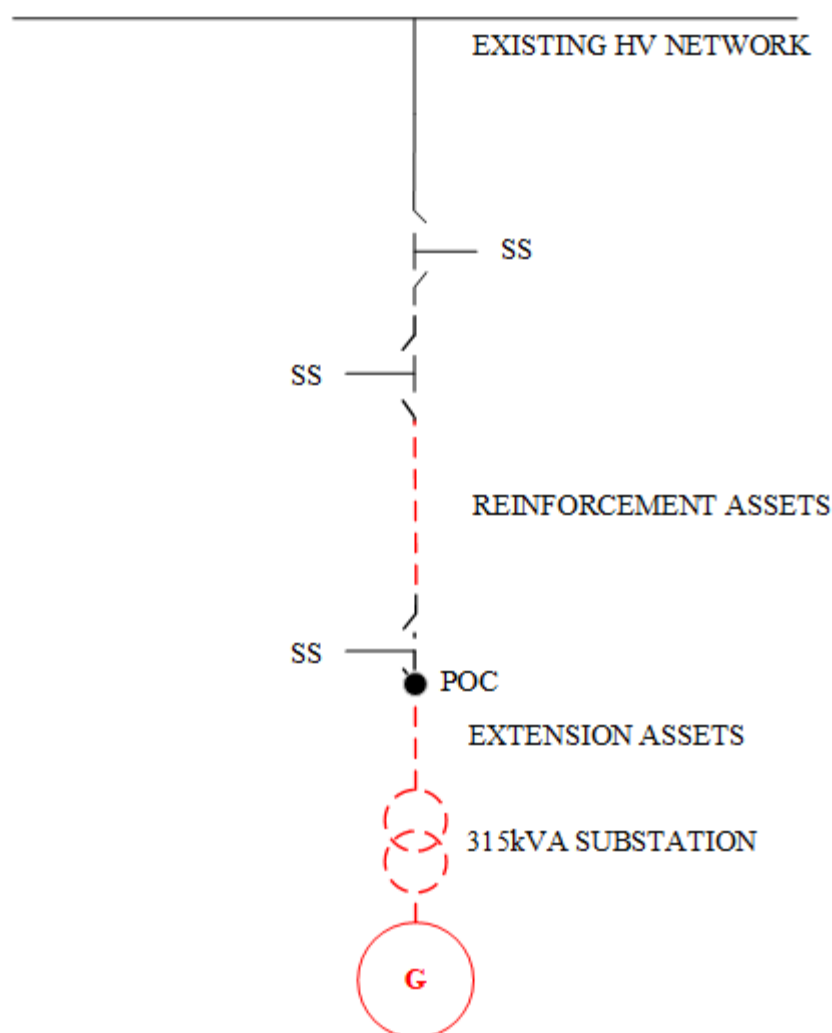 EXISTING HV NETWORK
SS
SS
REINFORCEMENT ASSETS
SS
POC
EXTENSION ASSETS
315kVA SUBSTATION
G